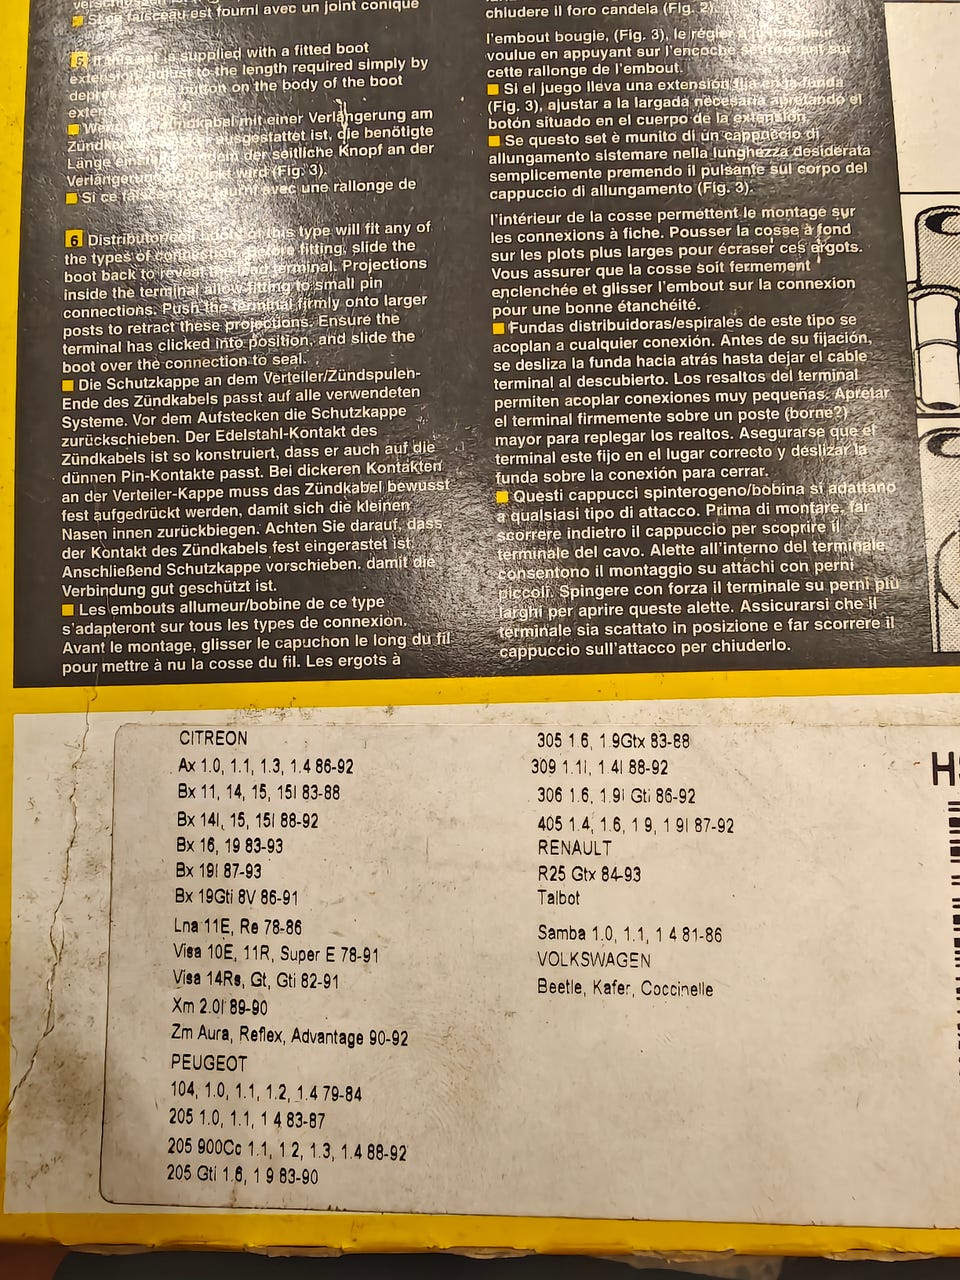 Si ce faisceau est fourni avec un joint conique
5 If this set is supplied with a fitted boot
extension adjust to the length required simply by
button on the body of the boot
mit einer Verlängerung am
ausgestattet ist, die benötigte
Länge der seitliche Knopf an der
Verlängerung wird (Fig. 3).
Si ce avec une rallonge de
6 this type will fit any of
the types of fitting, slide the
boot back to reveal the terminal. Projections
inside the terminal allow fitting to small pin
connections. Push the terminal firmly onto larger
posts to retract these projections. Ensure the
terminal has clicked into position, and slide the
boot over the connection to seal.
Die Schutzkappe an dem Verteiler/Zündspulen-
Ende des Zündkabels passt auf alle verwendeten
Systeme. Vor dem Aufstecken die Schutzkappe
zurückschieben. Der Edelstahl-Kontakt des
Zündkabels ist so konstruiert, dass er auch auf die
dünnen Pin-Kontakte passt. Bei dickeren Kontakten
an der Verteiler-Kappe muss das Zündkabel bewusst
fest aufgedrückt werden, damit sich die kleinen
Nasen innen zurückbiegen. Achten Sie darauf, dass
der Kontakt des Zündkabels fest eingerastet ist.
Anschließend Schutzkappe vorschieben. damit die
Verbindung gut geschützt ist.
Les embouts allumeur/bobine de ce type
s'adapteront sur tous les types de connexion.
Avant le montage, glisser le capuchon le long du fil
pour mettre à nu la cosse du fil. Les ergots à
chiudere il foro candela (Fig. 2).
l'embout bougie, (Fig. 3), le régler à la longueur
voulue en appuyant sur l'encoche se trouvant sur
cette rallonge de l'embout.
Si el juego lleva una extensión fija en la funda
(Fig. 3), ajustar a la largada necesaria apretando el
botón situado en el cuerpo de la extensión.
Se questo set è munito di un cappuccio di
allungamento sistemare nella lunghezza desiderata
semplicemente premendo il pulsante sul corpo del
cappuccio di allungamento (Fig. 3).
l'intérieur de la cosse permettent le montage sur
les connexions à fiche. Pousser la cosse à fond
sur les plots plus larges pour écraser ces ergots.
Vous assurer que la cosse soit fermement
enclenchée et glisser l'embout sur la connexion
pour une bonne étanchéité.
Fundas distribuidoras/espirales de este tipo se
acoplan a cualquier conexión. Antes de su fijación,
se desliza la funda hacia atrás hasta dejar el cable
terminal al descubierto. Los resaltos del terminal
permiten acoplar conexiones muy pequeñas. Apretar
el terminal firmemente sobre un poste (borne?)
mayor para replegar los realtos. Asegurarse que el
terminal este fijo en el lugar correcto y deslizar la
funda sobre la conexión para cerrar.
Questi cappucci spinterogeno/bobina si adattano
a qualsiasi tipo di attacco. Prima di montare, far
scorrere indietro il cappuccio per scoprire il
terminale del cavo. Alette all'interno del terminale
consentono il montaggio su attachi con perni
piccoli. Spingere con forza il terminale su perni più
larghi per aprire queste alette. Assicurarsi che il
terminale sia scattato in posizione e far scorrere il
cappuccio sull'attacco per chiuderlo.
CITREON
Ax 1.0, 1.1, 1.3, 1.4 86-92
Bx 11, 14, 15, 15I 83-88
Bx 14I, 15, 15I 88-92
Bx 16, 19 83-93
Bx 19I 87-93
Bx 19Gti 8V 86-91
Lna 11E, Re 78-86
Visa 10E, 11R, Super E 78-91
Visa 14Rs, Gt, Gti 82-91
Xm 2.0I 89-90
Zm Aura, Reflex, Advantage 90-92
PEUGEOT
104, 1.0, 1.1, 1.2, 1.4 79-84
205 1.0, 1.1, 1 4 83-87
205 900Cc 1.1, 1.2, 1.3, 1.4 88-92
205 Gti 1.6, 1 9 83-90
305 1.6, 1.9Gtx 83-88
309 1.1I, 1.4I 88-92
306 1.6, 1.9I Gti 86-92
405 1.4, 1.6, 1 9, 1 9I 87-92
RENAULT
R25 Gtx 84-93
Talbot
Samba 1.0, 1.1, 1 4 81-86
VOLKSWAGEN
Beetle, Kafer, Coccinelle